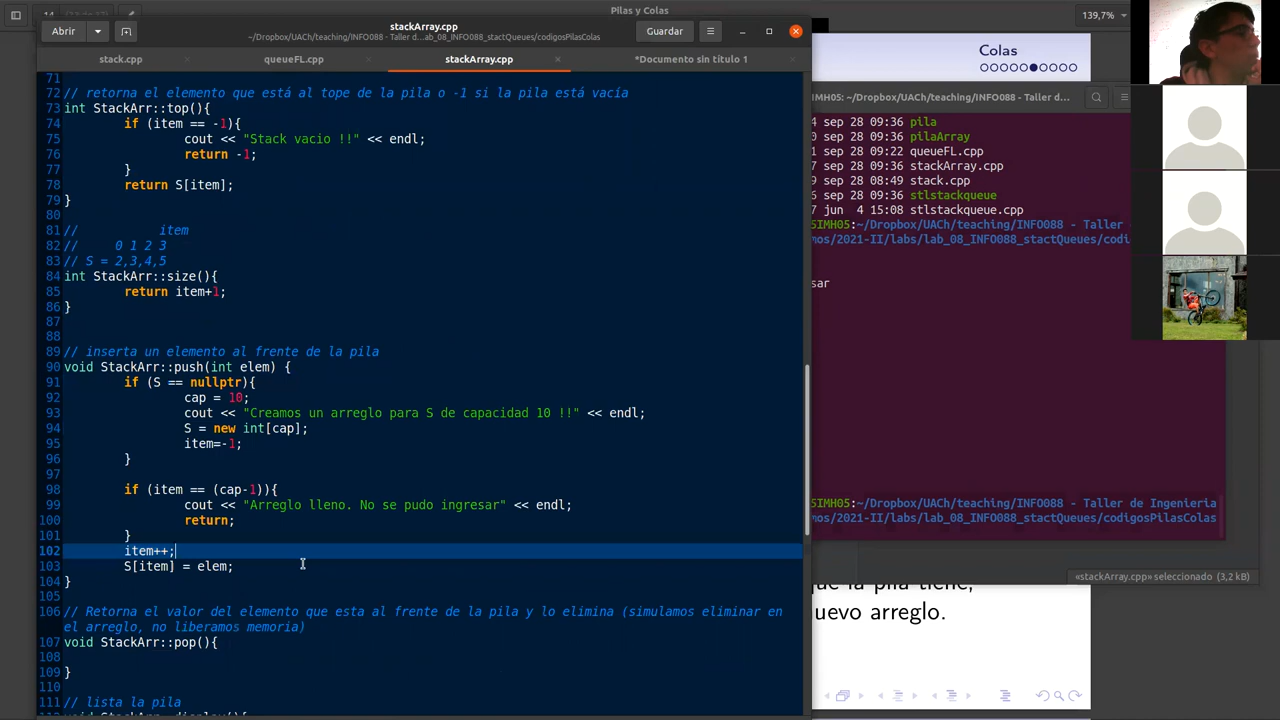 Pilas y Colas
14
139,7%
Abrir
stackArray.cpp
~/Dropbox/UACh/teaching/INFO088 - Taller d…ab_08_INFO088_stactQueues/codigosPilasColas
Guardar
stack.cpp
queueFL.cpp
stackArray.cpp
*Documento sin título 1
71
72 // retorna el elemento que está al tope de la pila o -1 si la pila está vacía
73 int StackArr::top(){
74 if (item == -1){
75 cout << "Stack vacio !!" << endl;
76 return -1;
77 }
78 return S[item];
79 }
80
81 // item
82 // 0 1 2 3
83 // S = 2,3,4,5
84 int StackArr::size(){
85 return item+1;
86 }
87
88
89 // inserta un elemento al frente de la pila
90 void StackArr::push(int elem) {
91 if (S == nullptr){
92 cap = 10;
93 cout << "Creamos un arreglo para S de capacidad 10 !!" << endl;
94 S = new int[cap];
95 item=-1;
96 }
97
98 if (item == (cap-1)){
99 cout << "Arreglo lleno. No se pudo ingresar" << endl;
100 return;
101 }
102 item++;
103 S[item] = elem;
104 }
105
106 // Retorna el valor del elemento que esta al frente de la pila y lo elimina (simulamos eliminar en
el arreglo, no liberamos memoria)
107 void StackArr::pop(){
108
109 }
110
111 // lista la pila
Colas
IMH05: ~/Dropbox/UACh/teaching/INFO088 - Taller d…
4 sep 28 09:36 pila
4 sep 28 09:36 pilaArray
1 sep 28 09:22 queueFL.cpp
7 sep 28 09:36 stackArray.cpp
9 sep 28 08:49 stack.cpp
6 sep 28 09:36 stlstackqueue
7 jun 4 15:08 stlstackqueue.cpp
5IMH05:~/Dropbox/UACh/teaching/INFO088 - Taller
mos/2021-II/labs/lab_08_INFO088_stactQueues/codi
sar
5IMH05:~/Dropbox/UACh/teaching/INFO088 - Taller de Ingenieria
mos/2021-II/labs/lab_08_INFO088_stactQueues/codigosPilasColas
«stackArray.cpp» seleccionado (3,2 kB)
que la pila tiene,
nuevo arreglo.